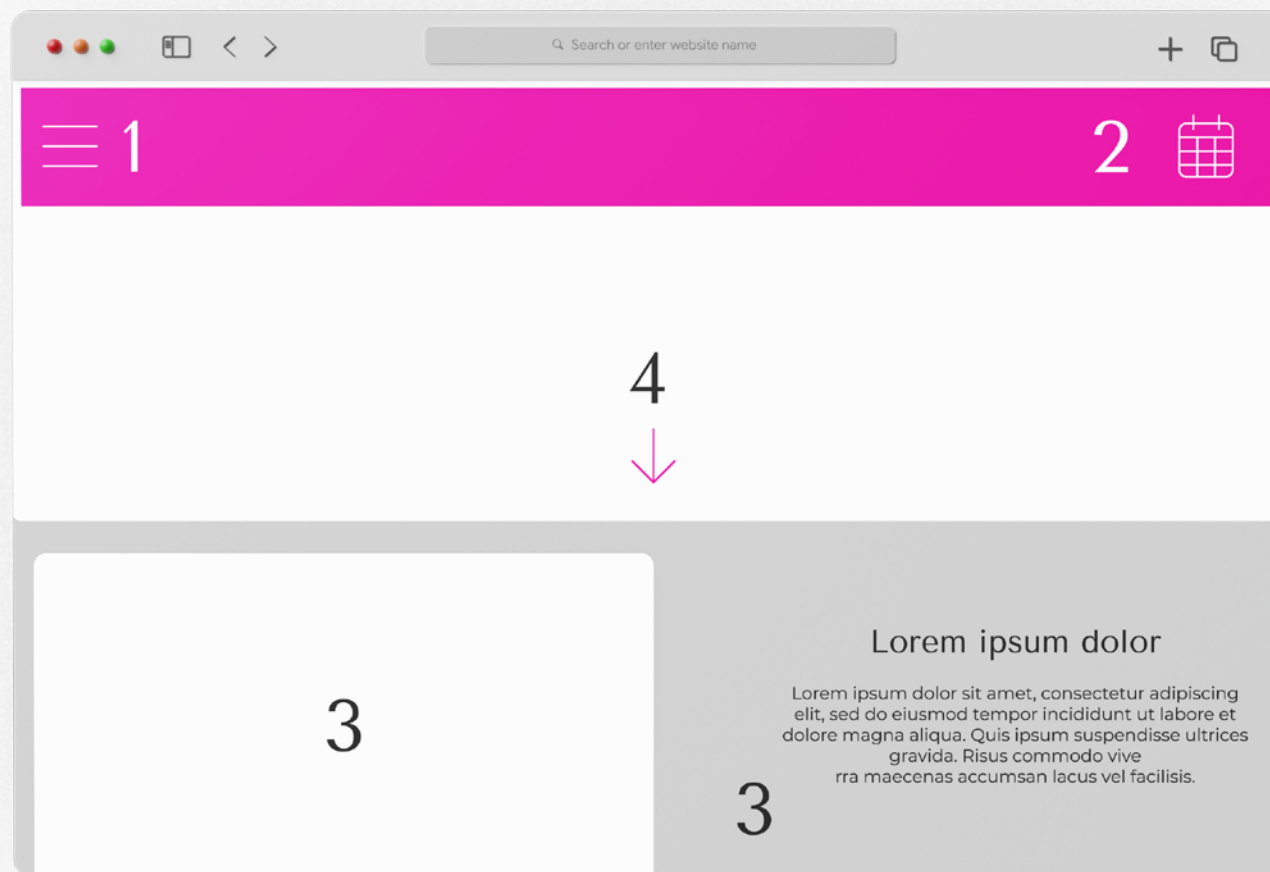 Search or enter website name
1
2
4
3
Lorem ipsum dolor
Lorem ipsum dolor sit amet, consectetur adipiscing
elit, sed do eiusmod tempor incididunt ut labore et
dolore magna aliqua. Quis ipsum suspendisse ultrices
gravida. Risus commodo vive
rra maecenas accumsan lacus vel facilisis.
3